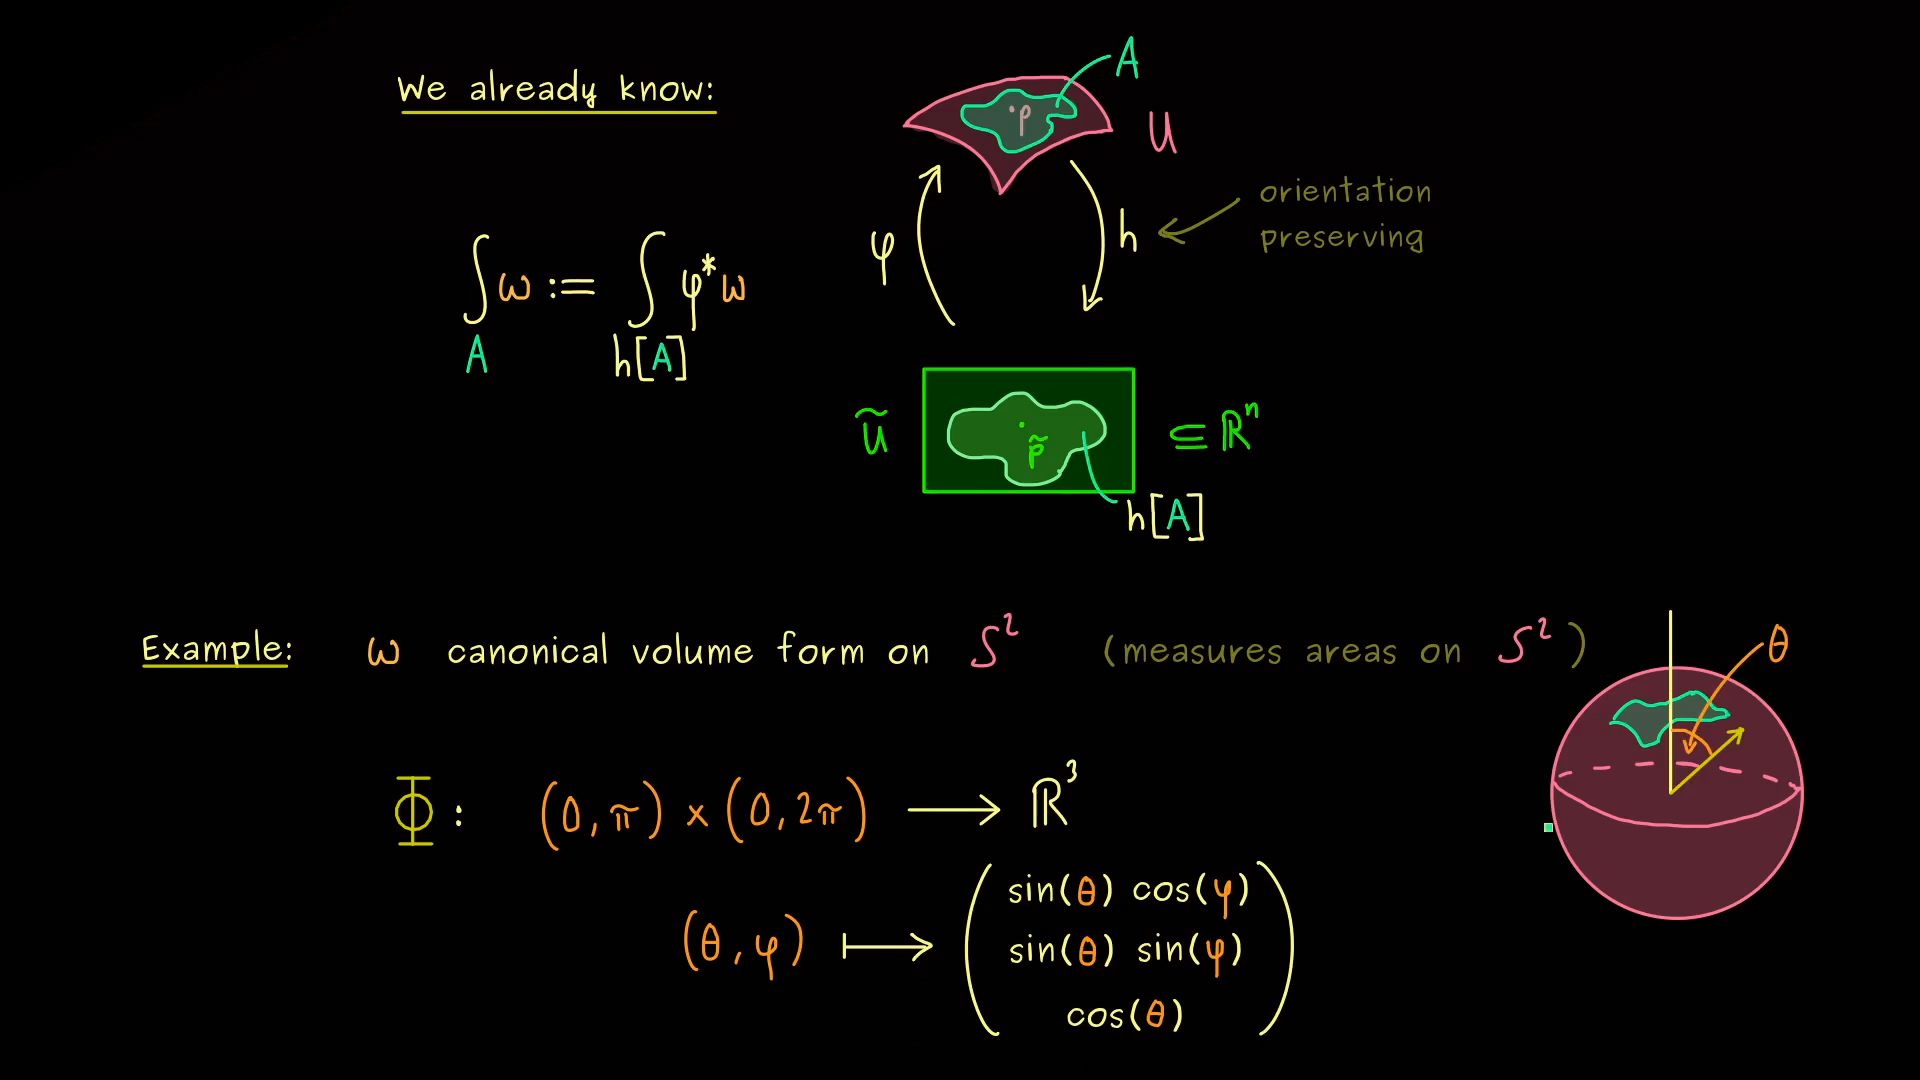 We already know:
A
p
U
orientation
preserving
φ
h
∫_A ω := ∫_{h[A]} φ* ω
Ũ
p̃
⊆ ℝⁿ
h[A]
Example: ω canonical volume form on S² (measures areas on S²)
θ
Φ : (0, π) × (0, 2π) ⟶ ℝ³
(θ, φ) ⟼ ( sin(θ) cos(φ)
sin(θ) sin(φ)
cos(θ) )